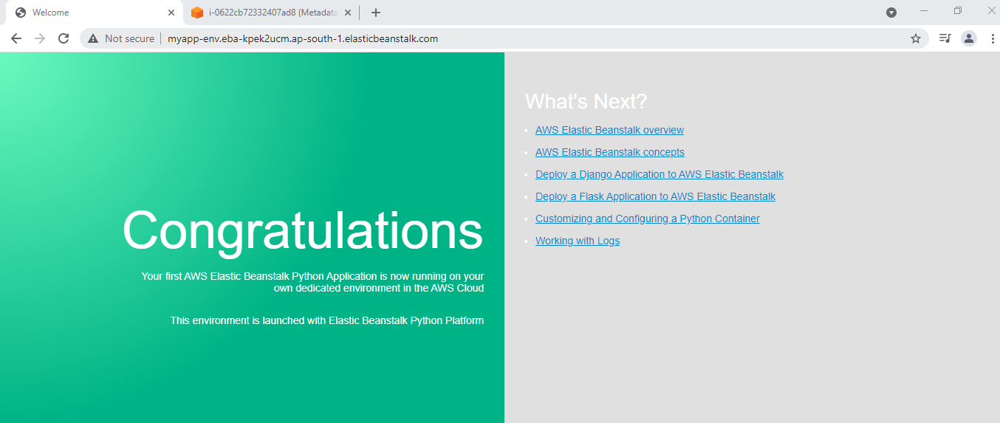 Welcome
i-0622cb72332407ad8 (Metadata
Not secure
myapp-env.eba-kpek2ucm.ap-south-1.elasticbeanstalk.com
Congratulations
Your first AWS Elastic Beanstalk Python Application is now running on your
own dedicated environment in the AWS Cloud
This environment is launched with Elastic Beanstalk Python Platform
What's Next?
AWS Elastic Beanstalk overview
AWS Elastic Beanstalk concepts
Deploy a Django Application to AWS Elastic Beanstalk
Deploy a Flask Application to AWS Elastic Beanstalk
Customizing and Configuring a Python Container
Working with Logs